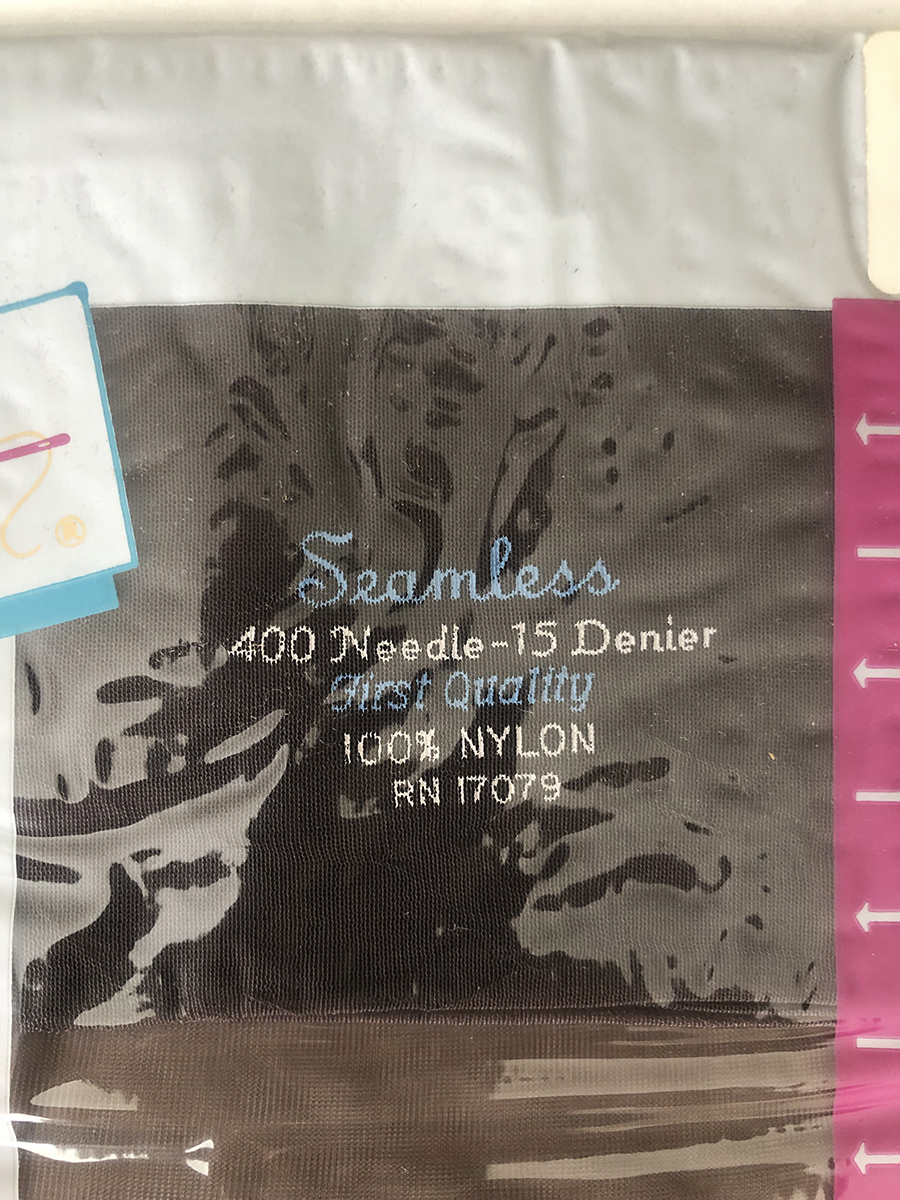 Seamless
400 Needle-15 Denier
First Quality
100% NYLON
RN 17079
®